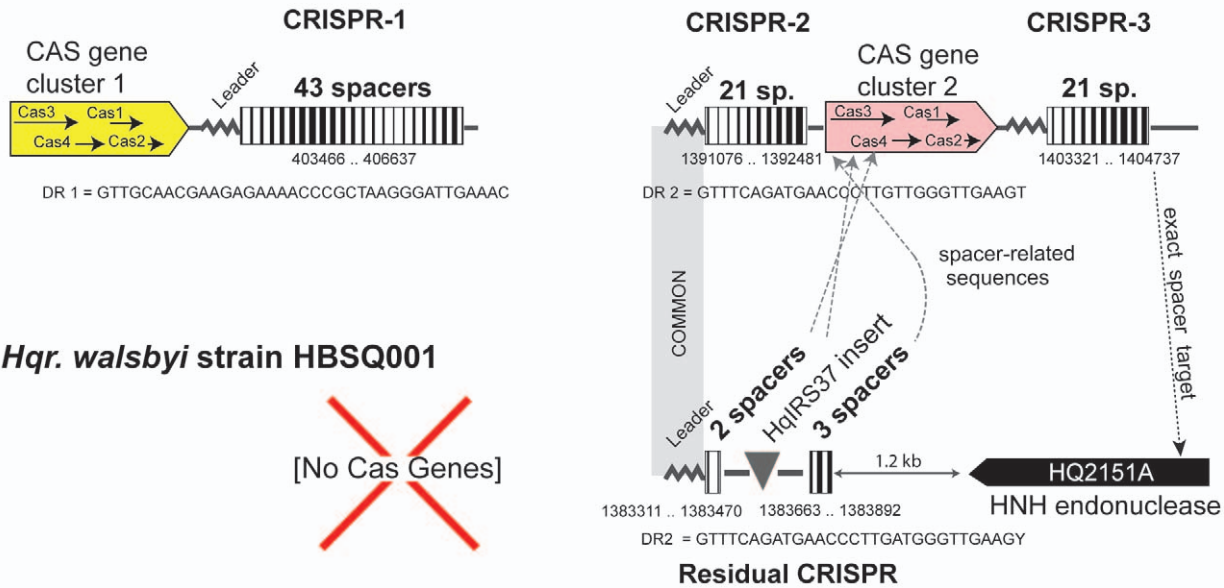 CRISPR-1
CAS gene
cluster 1
Leader
43 spacers
Cas3
Cas1
Cas4
Cas2
403466 .. 406637
DR 1 = GTTGCAACGAAGAGAAAACCCGCTAAGGGATTGAAAC
CRISPR-2
CRISPR-3
Leader
21 sp.
CAS gene
cluster 2
21 sp.
Cas3
Cas1
Cas4
Cas2
1391076 .. 1392481
1403321 .. 1404737
DR 2 = GTTTCAGATGAACCCTTGTTGGGTTGAAGT
spacer-related
sequences
exact spacer target
COMMON
Hqr. walsbyi strain HBSQ001
[No Cas Genes]
Leader
2 spacers
HqIRS37 insert
3 spacers
1.2 kb
HQ2151A
HNH endonuclease
1383311 .. 1383470
1383663 .. 1383892
DR2 = GTTTCAGATGAACCCTTGATGGGTTGAAGY
Residual CRISPR